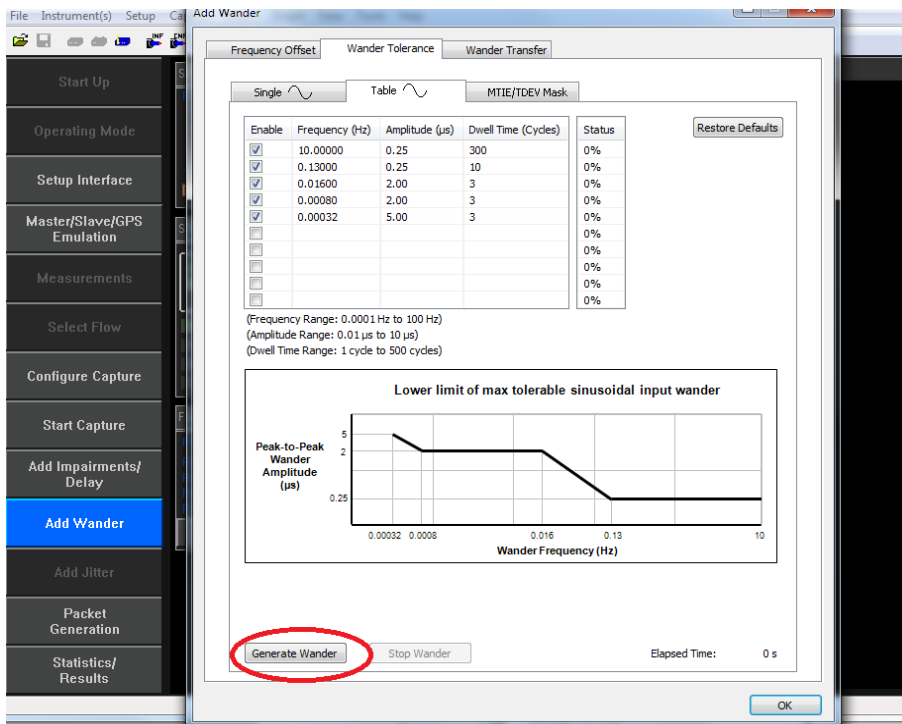 File Instrument(s) Setup Ca
Add Wander
Start Up
Operating Mode
Setup Interface
Master/Slave/GPS
Emulation
Measurements
Select Flow
Configure Capture
Start Capture
Add Impairments/
Delay
Add Wander
Add Jitter
Packet
Generation
Statistics/
Results
Frequency Offset Wander Tolerance Wander Transfer
Single Table MTIE/TDEV Mask
Enable Frequency (Hz) Amplitude (µs) Dwell Time (Cycles) Status Restore Defaults
10.00000 0.25 300 0%
0.13000 0.25 10 0%
0.01600 2.00 3 0%
0.00080 2.00 3 0%
0.00032 5.00 3 0%
0%
0%
0%
0%
0%
(Frequency Range: 0.0001 Hz to 100 Hz)
(Amplitude Range: 0.01 µs to 10 µs)
(Dwell Time Range: 1 cycle to 500 cycles)
Lower limit of max tolerable sinusoidal input wander
Peak-to-Peak
Wander
Amplitude
(µs)
5
2
0.25
0.00032 0.0008 0.016 0.13 10
Wander Frequency (Hz)
Generate Wander Stop Wander Elapsed Time: 0 s
OK